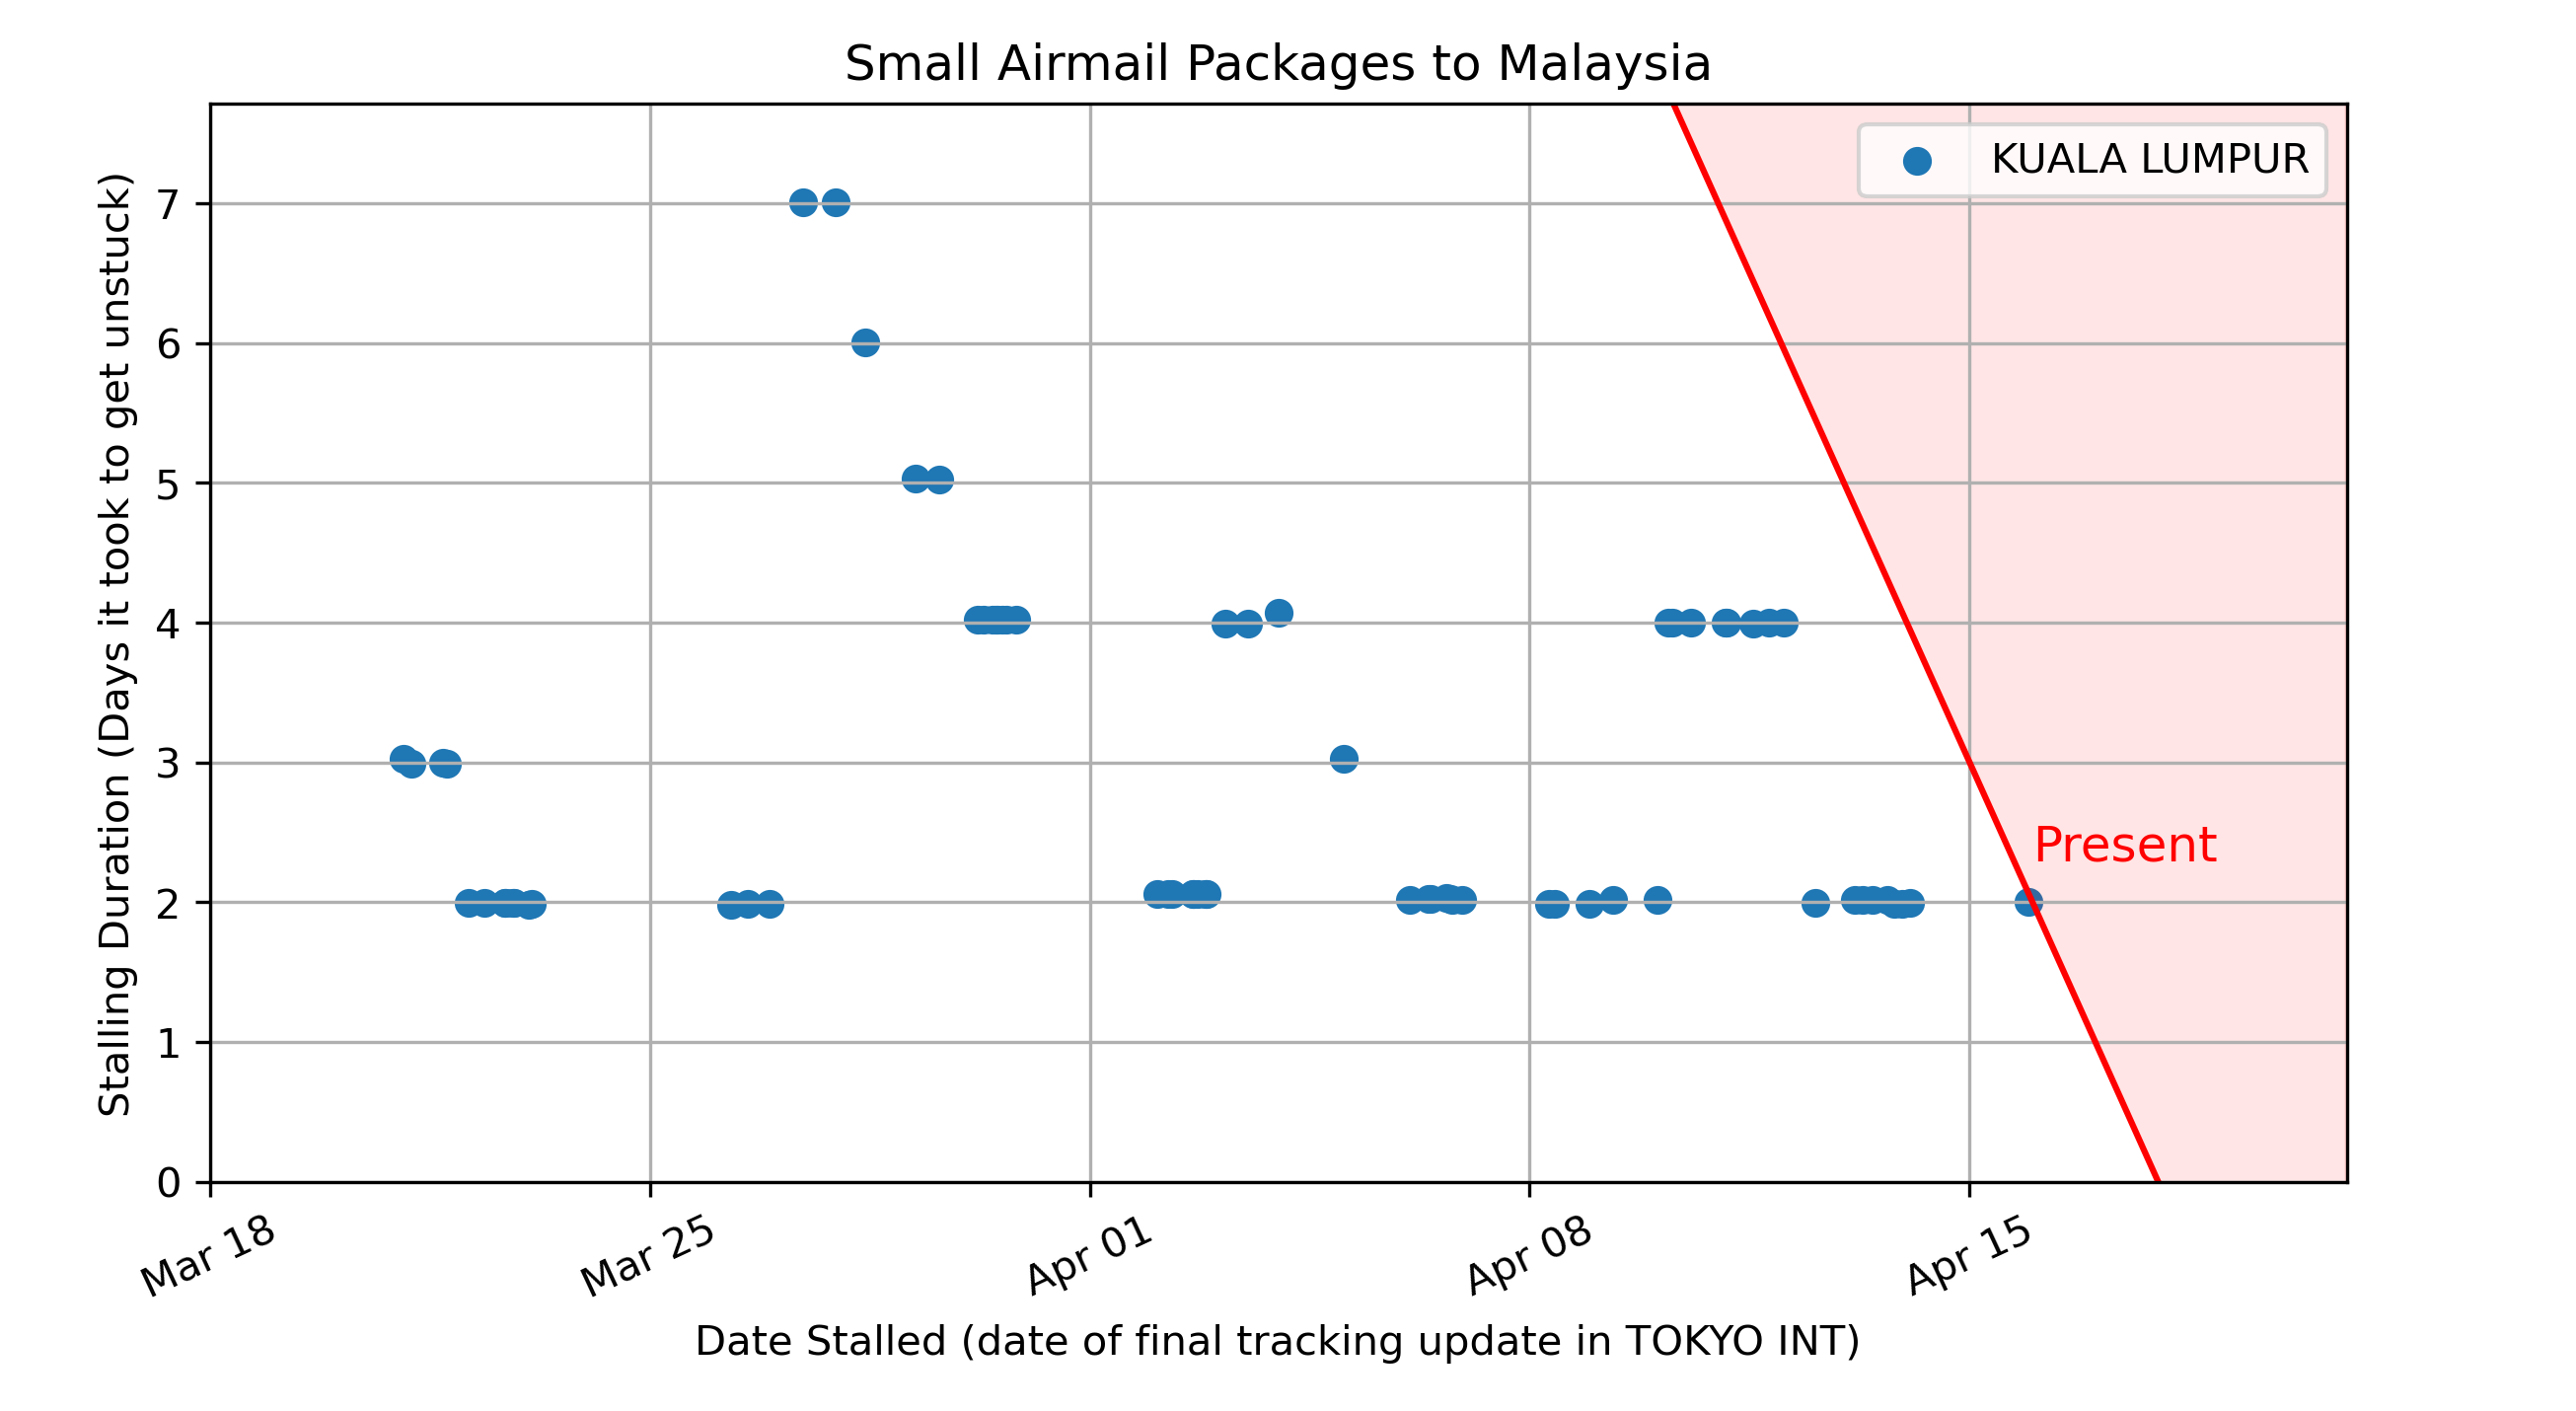 Small Airmail Packages to Malaysia
KUALA LUMPUR
Stalling Duration (Days it took to get unstuck)
7
6
5
4
3
2
1
0
Present
Mar 18
Mar 25
Apr 01
Apr 08
Apr 15
Date Stalled (date of final tracking update in TOKYO INT)